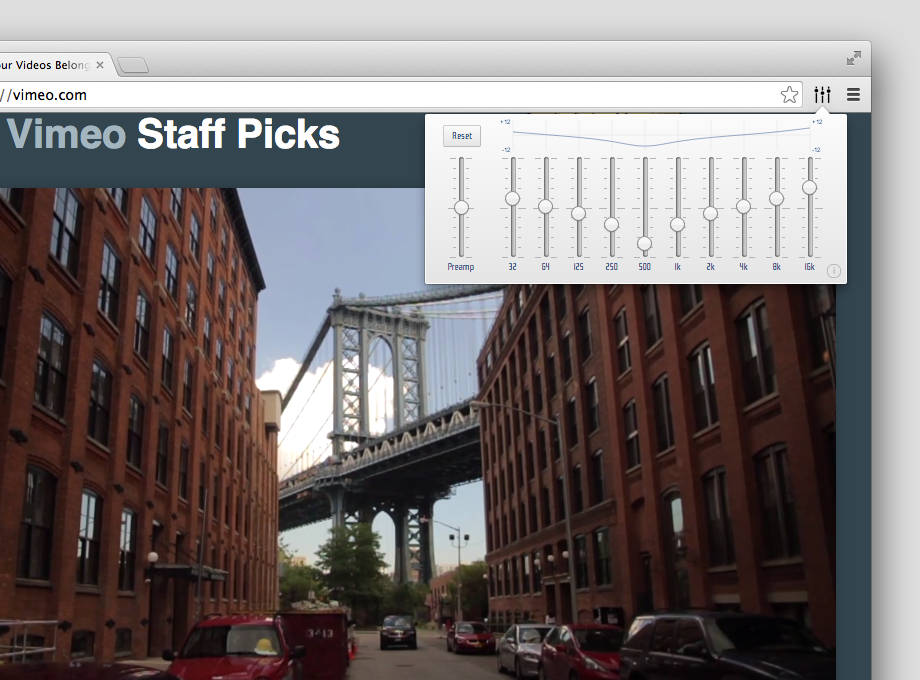 ur Videos Belong
//vimeo.com
Vimeo Staff Picks
Reset
+12
+12
-12
-12
Preamp 32 64 125 250 500 1k 2k 4k 8k 16k
3413